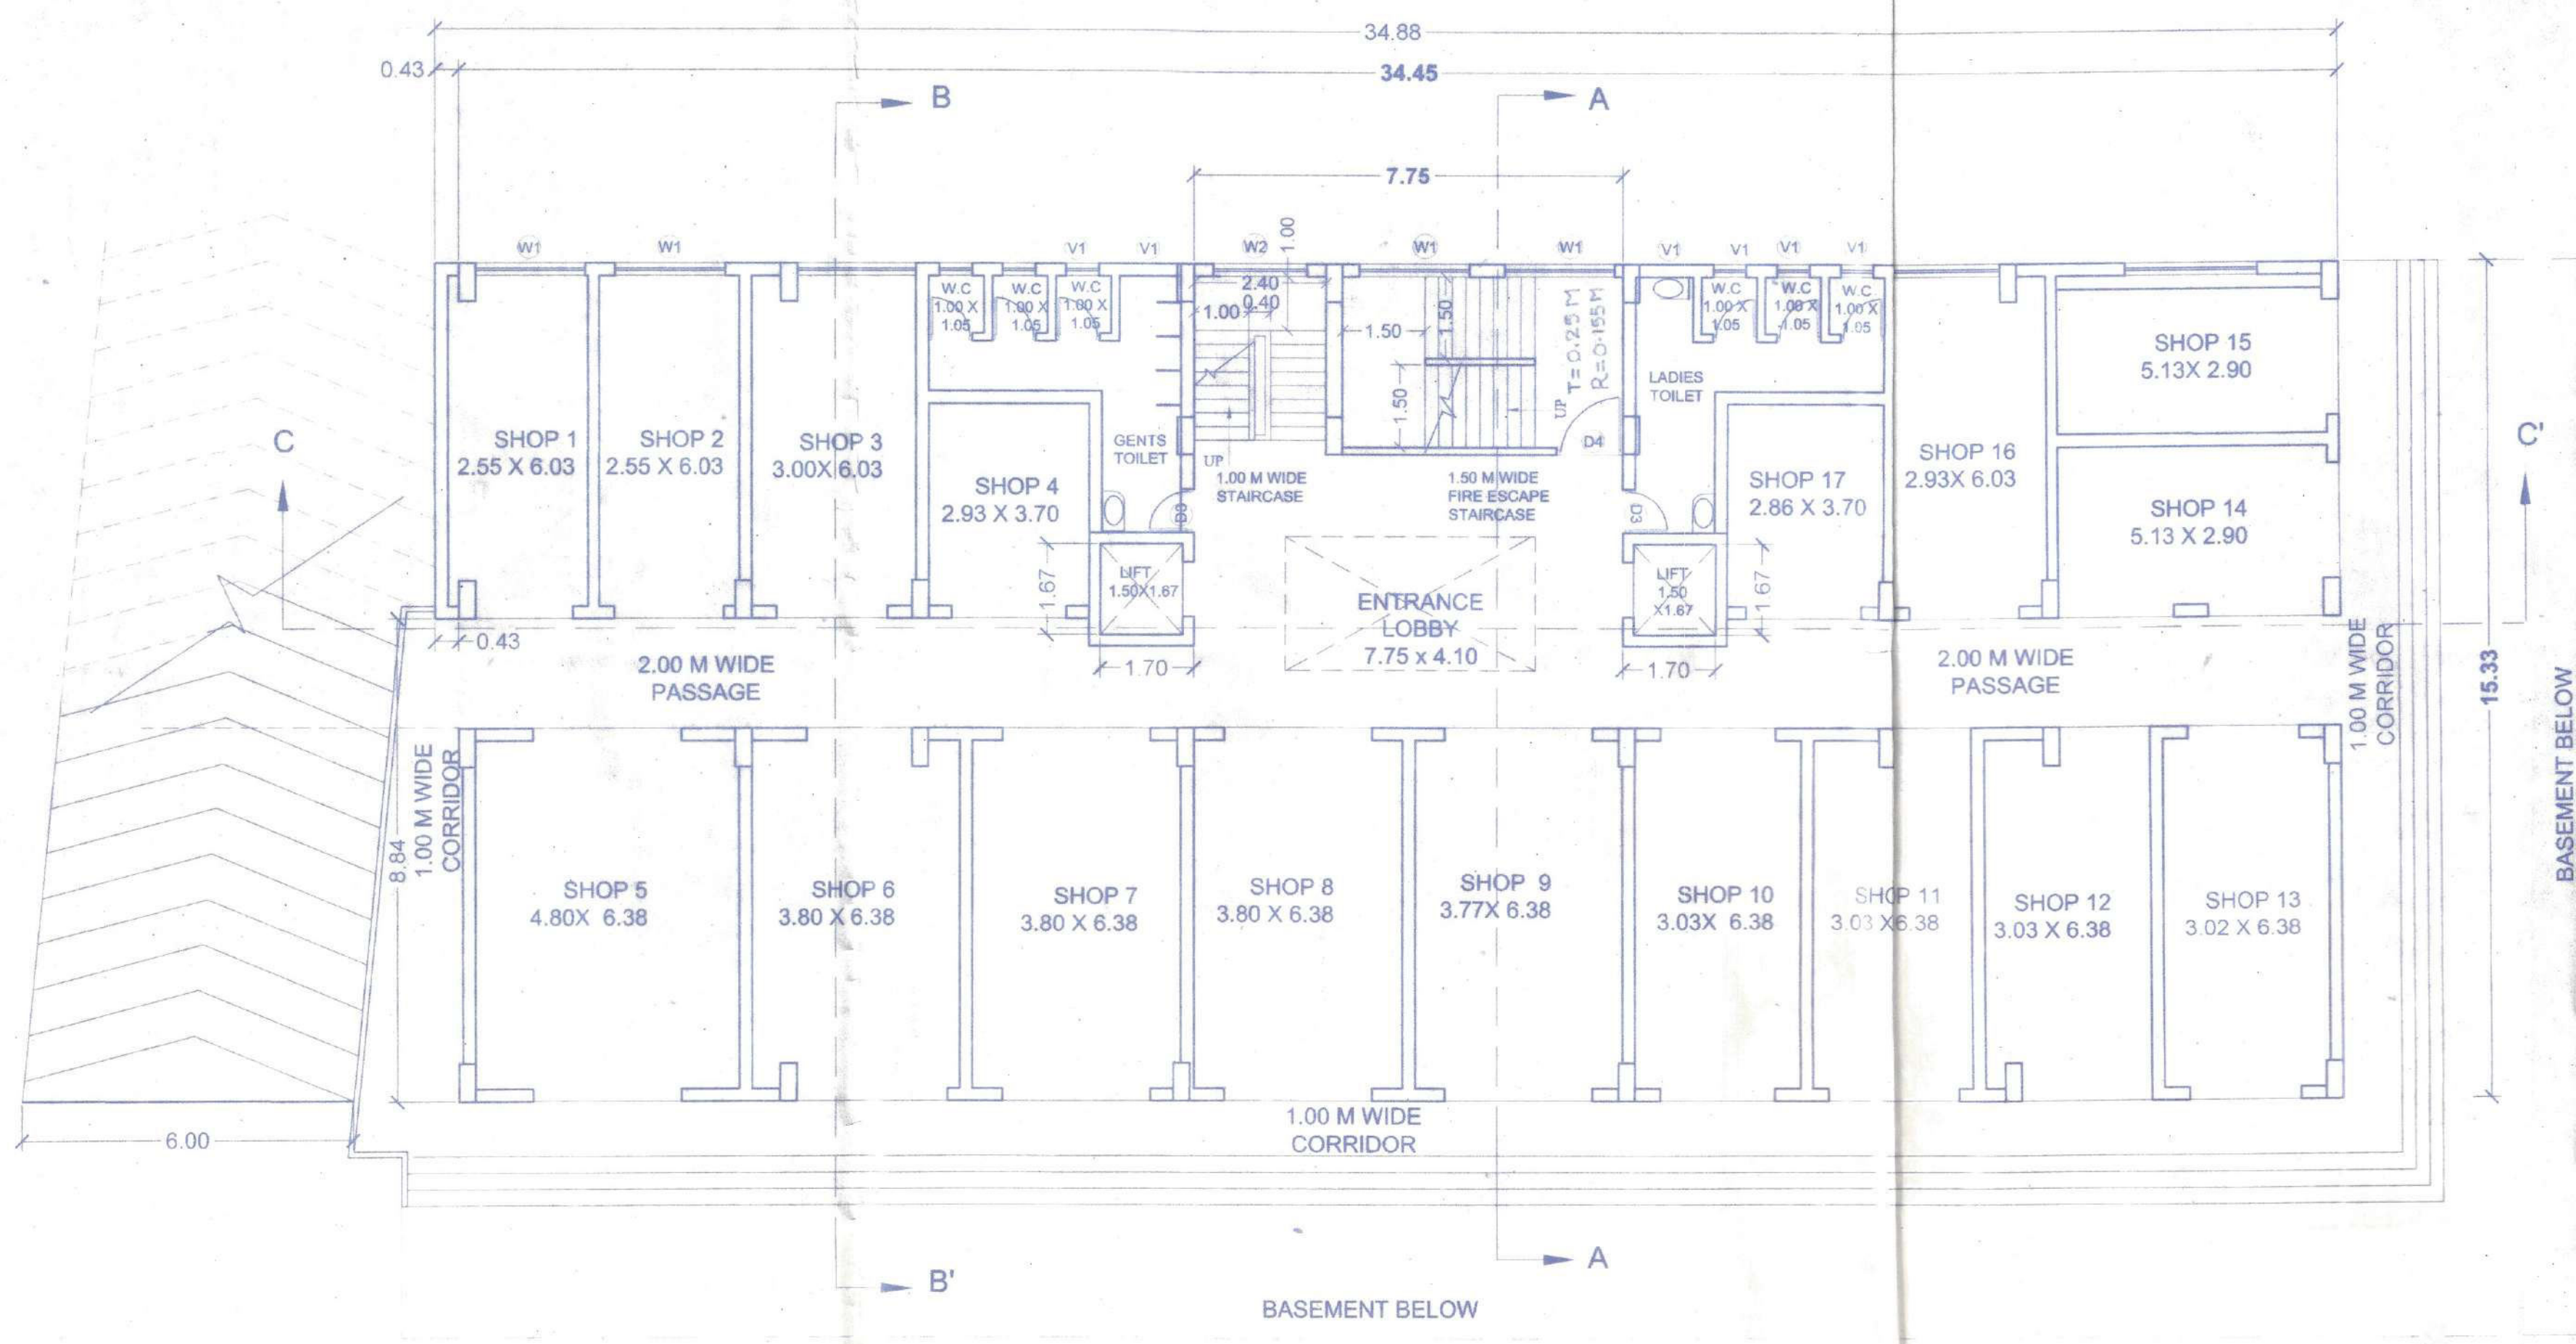 34.88
0.43
34.45
B
A
7.75
1.00
W1
W1
V1
V1
W2
W1
W1
V1
V1
V1
V1
W.C
1.00 X
1.05
W.C
1.00 X
1.05
W.C
1.00 X
1.05
2.40
0.40
1.00
1.50
1.50
1.50
T=0.25 M
R=0.155M
UP
D4
W.C
1.00 X
1.05
W.C
1.00 X
1.05
W.C
1.00 X
1.05
SHOP 15
5.13X 2.90
LADIES
TOILET
C
SHOP 1
2.55 X 6.03
SHOP 2
2.55 X 6.03
SHOP 3
3.00X 6.03
SHOP 4
2.93 X 3.70
GENTS
TOILET
UP
1.00 M WIDE
STAIRCASE
1.50 M WIDE
FIRE ESCAPE
STAIRCASE
D3
D3
SHOP 17
2.86 X 3.70
SHOP 16
2.93X 6.03
SHOP 14
5.13 X 2.90
C'
1.67
LIFT
1.50X1.67
ENTRANCE
LOBBY
7.75 x 4.10
LIFT
1.50
X1.67
1.67
0.43
1.70
1.70
2.00 M WIDE
PASSAGE
2.00 M WIDE
PASSAGE
1.00 M WIDE
CORRIDOR
15.33
BASEMENT BELOW
8.84
1.00 M WIDE
CORRIDOR
SHOP 5
4.80X 6.38
SHOP 6
3.80 X 6.38
SHOP 7
3.80 X 6.38
SHOP 8
3.80 X 6.38
SHOP 9
3.77X 6.38
SHOP 10
3.03X 6.38
SHOP 11
3.03 X6.38
SHOP 12
3.03 X 6.38
SHOP 13
3.02 X 6.38
6.00
1.00 M WIDE
CORRIDOR
A
B'
BASEMENT BELOW